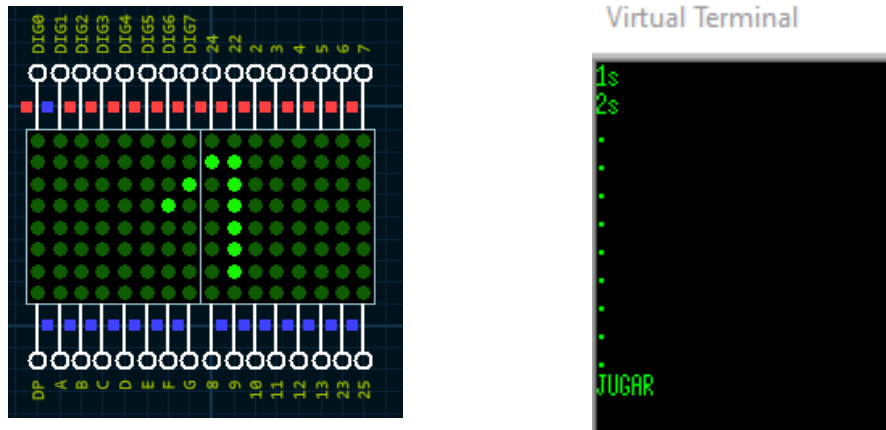 DIG0 DIG1 DIG2 DIG3 DIG4 DIG5 DIG6 DIG7 24 22 2 3 4 5 6 7
DP A B C D E F G 8 9 10 11 12 13 23 25
Virtual Terminal
1s
2s
.
.
.
.
.
.
.
.
.
JUGAR